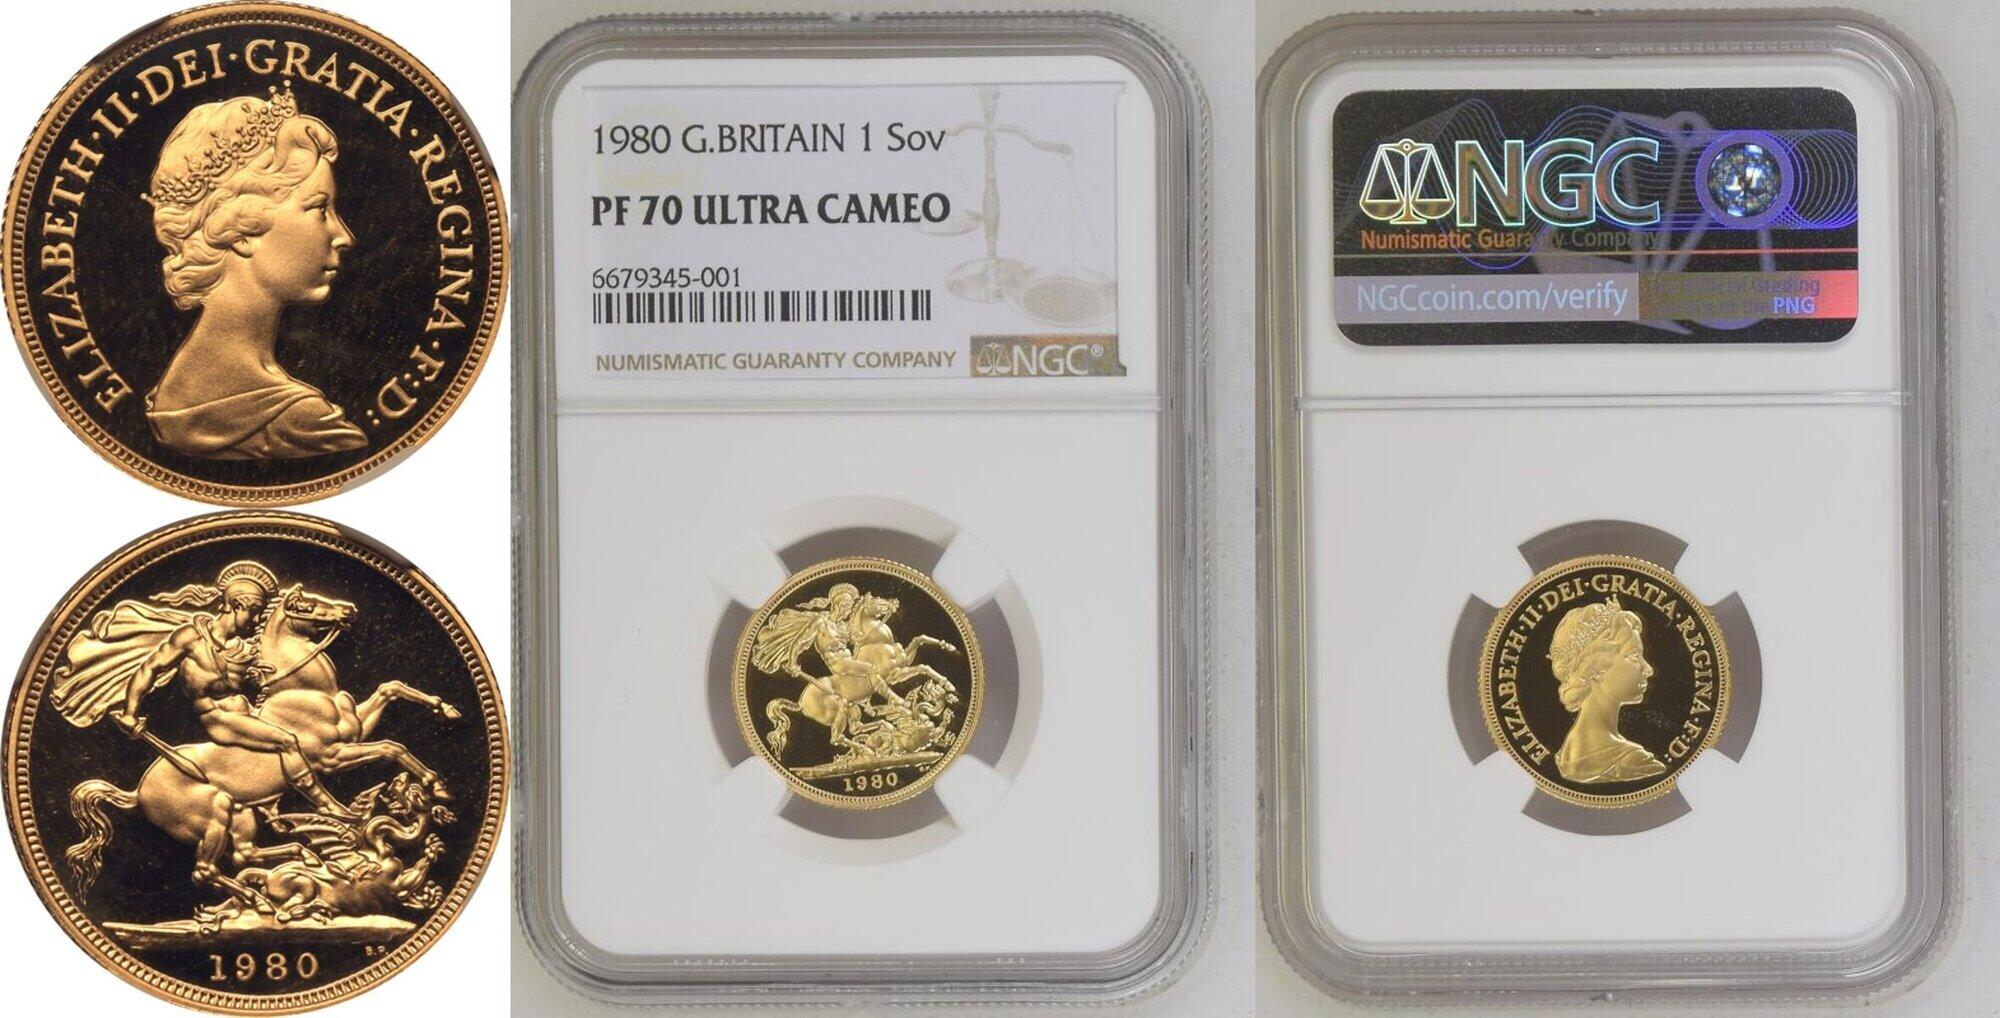 ELIZABETH·II·DEI·GRATIA·REGINA·F:D:
1980
B.P.
1980 G.BRITAIN 1 Sov
PF 70 ULTRA CAMEO
6679345-001
NUMISMATIC GUARANTY COMPANY
NGC®
1980
NGC
Numismatic Guaranty Company
NGCcoin.com/verify
PNG
ELIZABETH·II·DEI·GRATIA·REGINA·F:D: